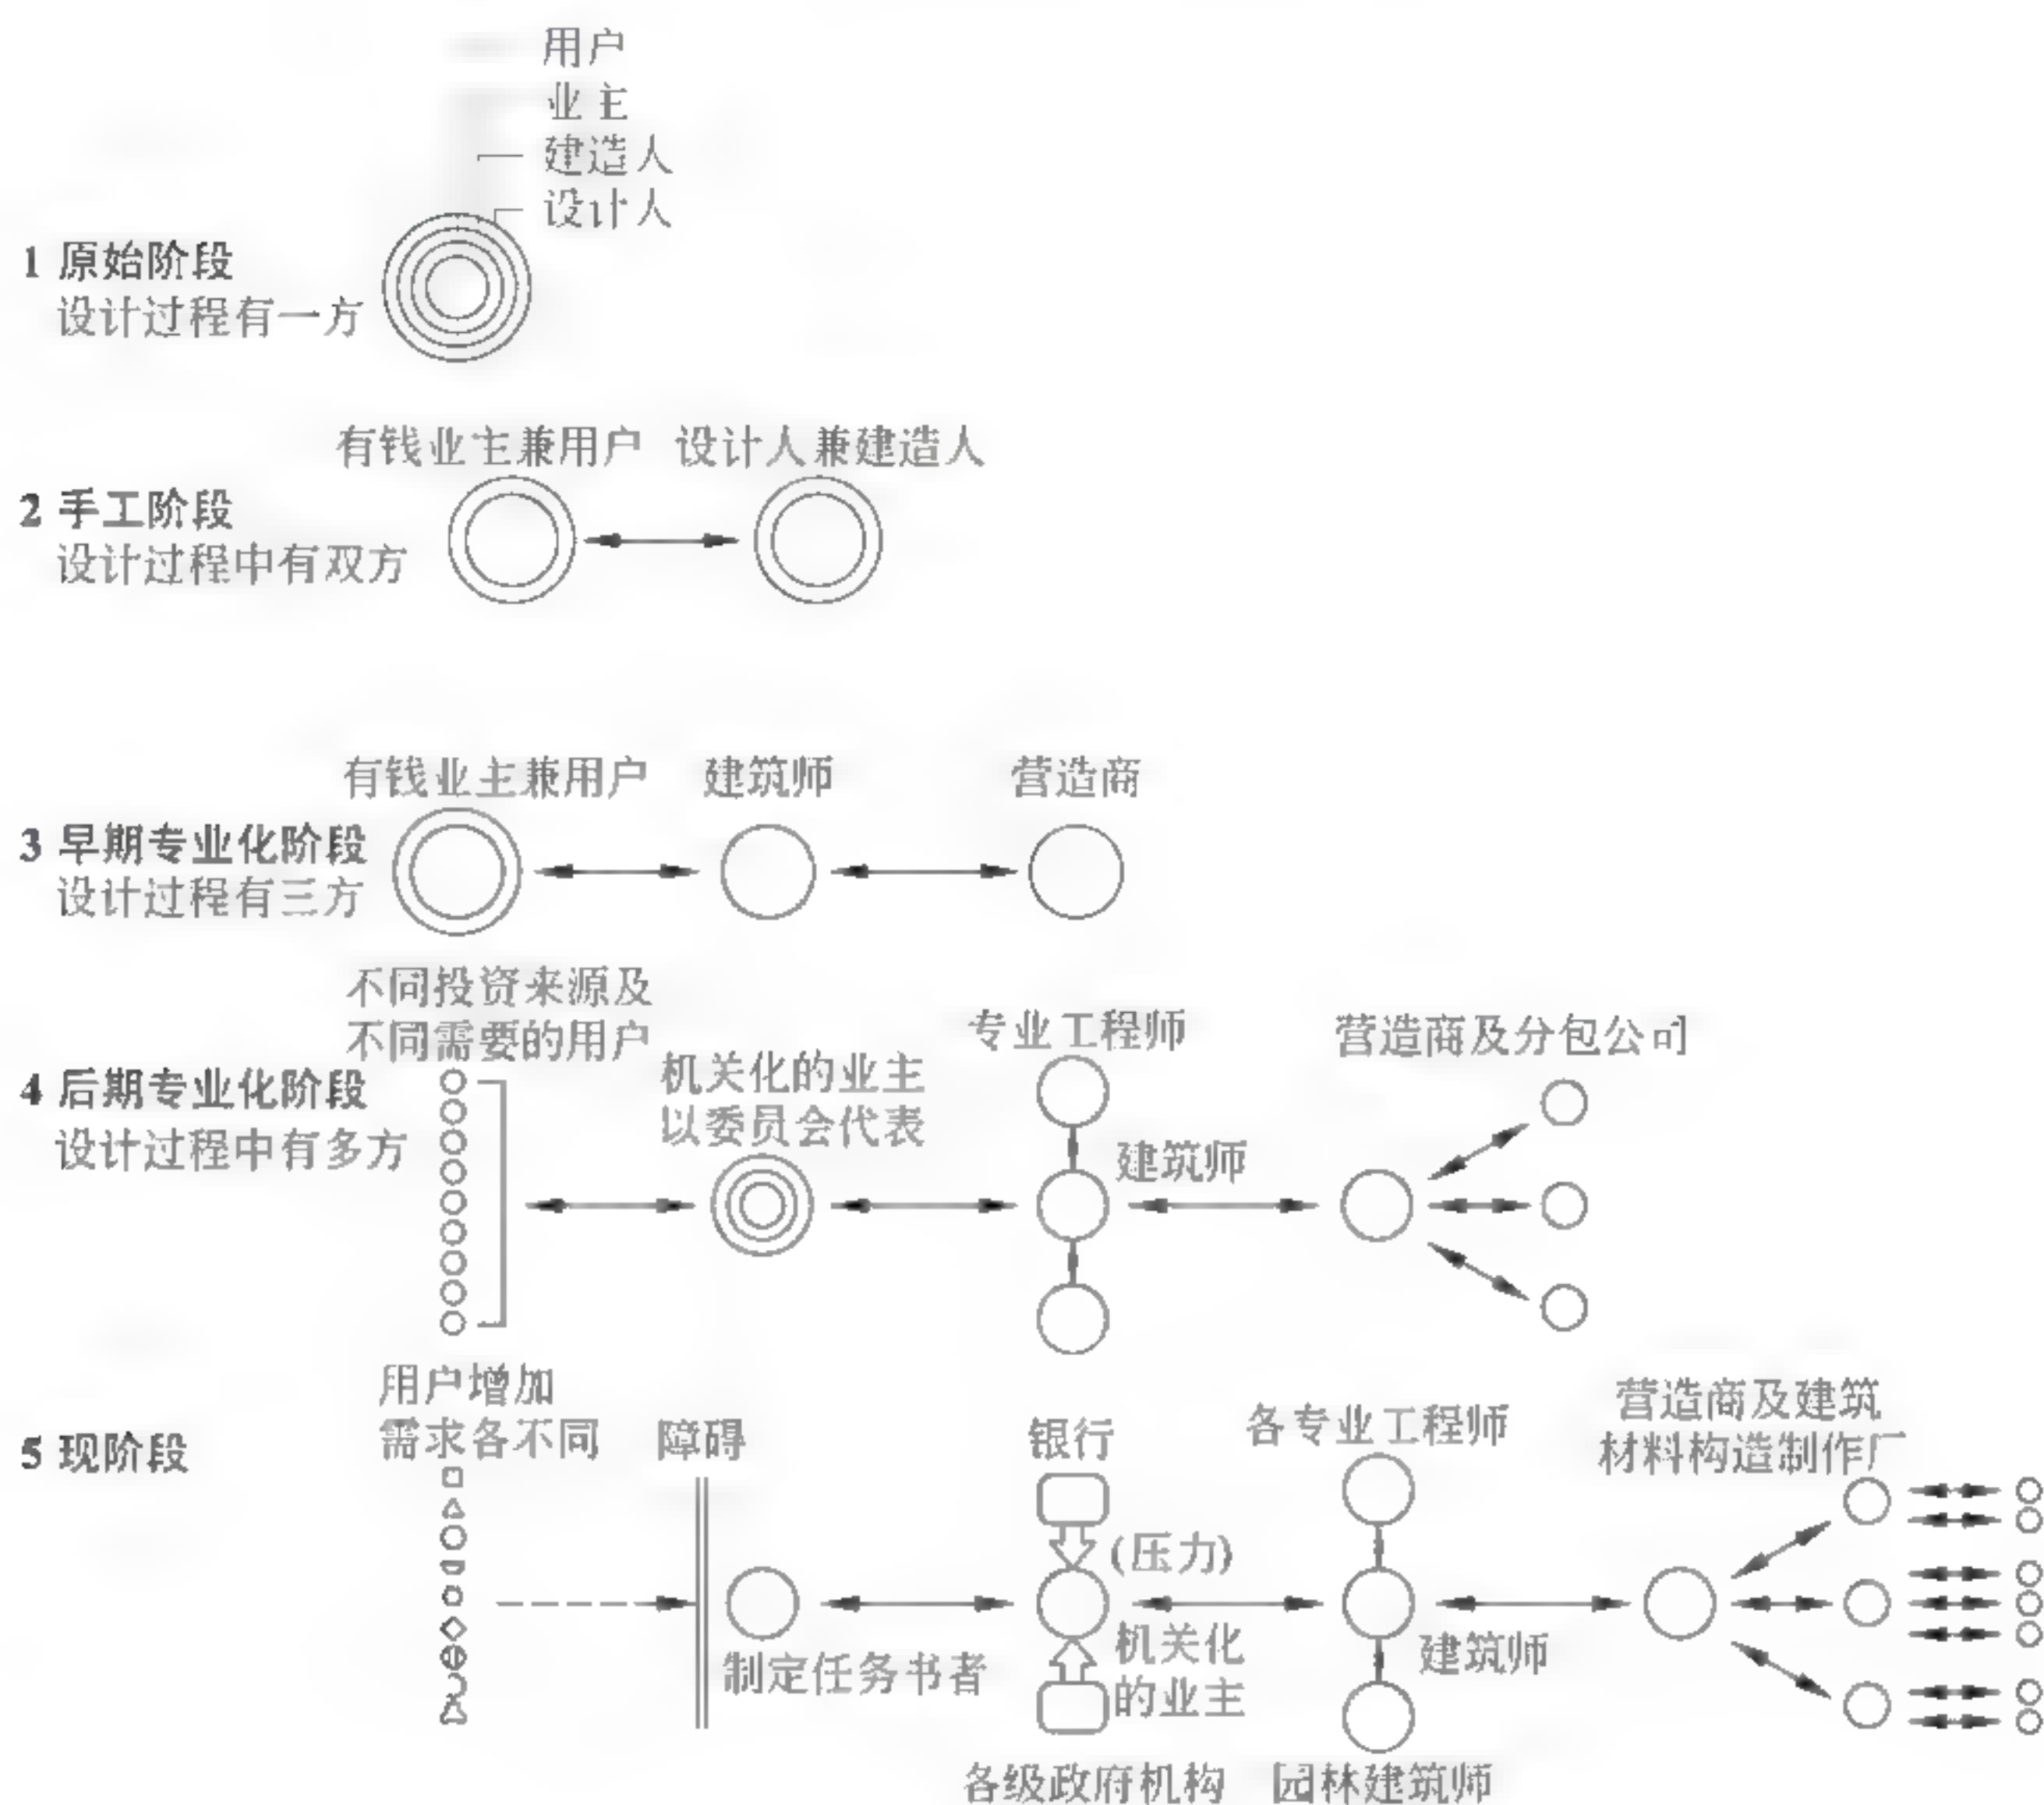 用户
业主
建造人
设计人
1 原始阶段
设计过程有一方
有钱业主兼用户 设计人兼建造人
2 手工阶段
设计过程中有双方
有钱业主兼用户 建筑师 营造商
3 早期专业化阶段
设计过程有三方
不同投资来源及
不同需要的用户
专业工程师
营造商及分包公司
机关化的业主
以委员会代表
4 后期专业化阶段
设计过程中有多方
建筑师
用户增加
需求各不同
障碍
银行
各专业工程师
营造商及建筑
材料构造制作厂
5 现阶段
(压力)
制定任务书者
机关化
的业主
建筑师
各级政府机构 园林建筑师